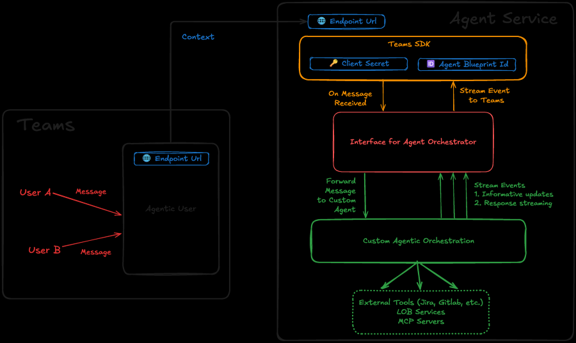 Agent Service
Endpoint Url
Context
Teams SDK
Client Secret
Agent Blueprint Id
On Message
Received
Stream Event
to Teams
Teams
Interface for Agent Orchestrator
Endpoint Url
Agentic User
User A
Message
User B
Message
Forward
Message
to Custom
Agent
Stream Events
1. Informative updates
2. Response streaming
Custom Agentic Orchestration
External Tools (Jira, Gitlab, etc.)
LOB Services
MCP Servers